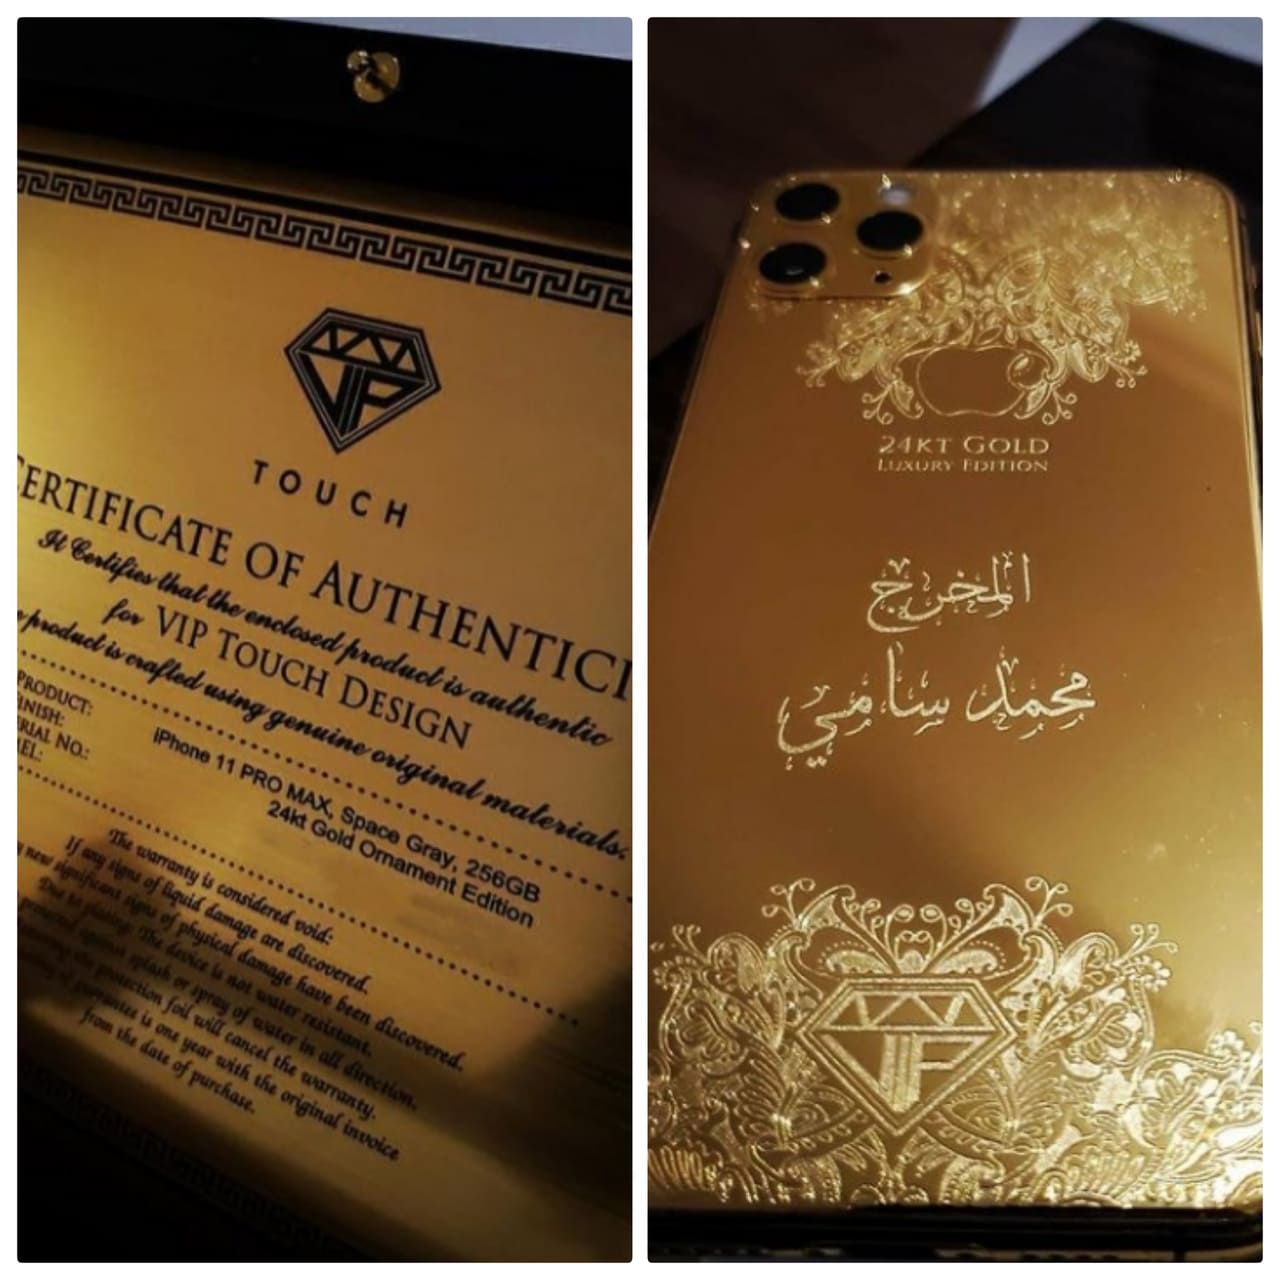 VIP
TOUCH
CERTIFICATE OF AUTHENTICI
It Certifies that the enclosed product is authentic
for VIP TOUCH DESIGN
product is crafted using genuine original materials:
PRODUCT:
iPhone 11 PRO MAX, Space Gray, 256GB
24kt Gold Ornament Edition
The warranty is considered void:
If any signs of liquid damage are discovered.
new significant signs of physical damage have been discovered.
Due to plating: The device is not water resistant.
against splash or spray of water in all direction.
the protection foil will cancel the warranty.
guarantee is one year with the original invoice
from the date of purchase.
24KT GOLD
LUXURY EDITION
المخرج
محمد سامي
VIP